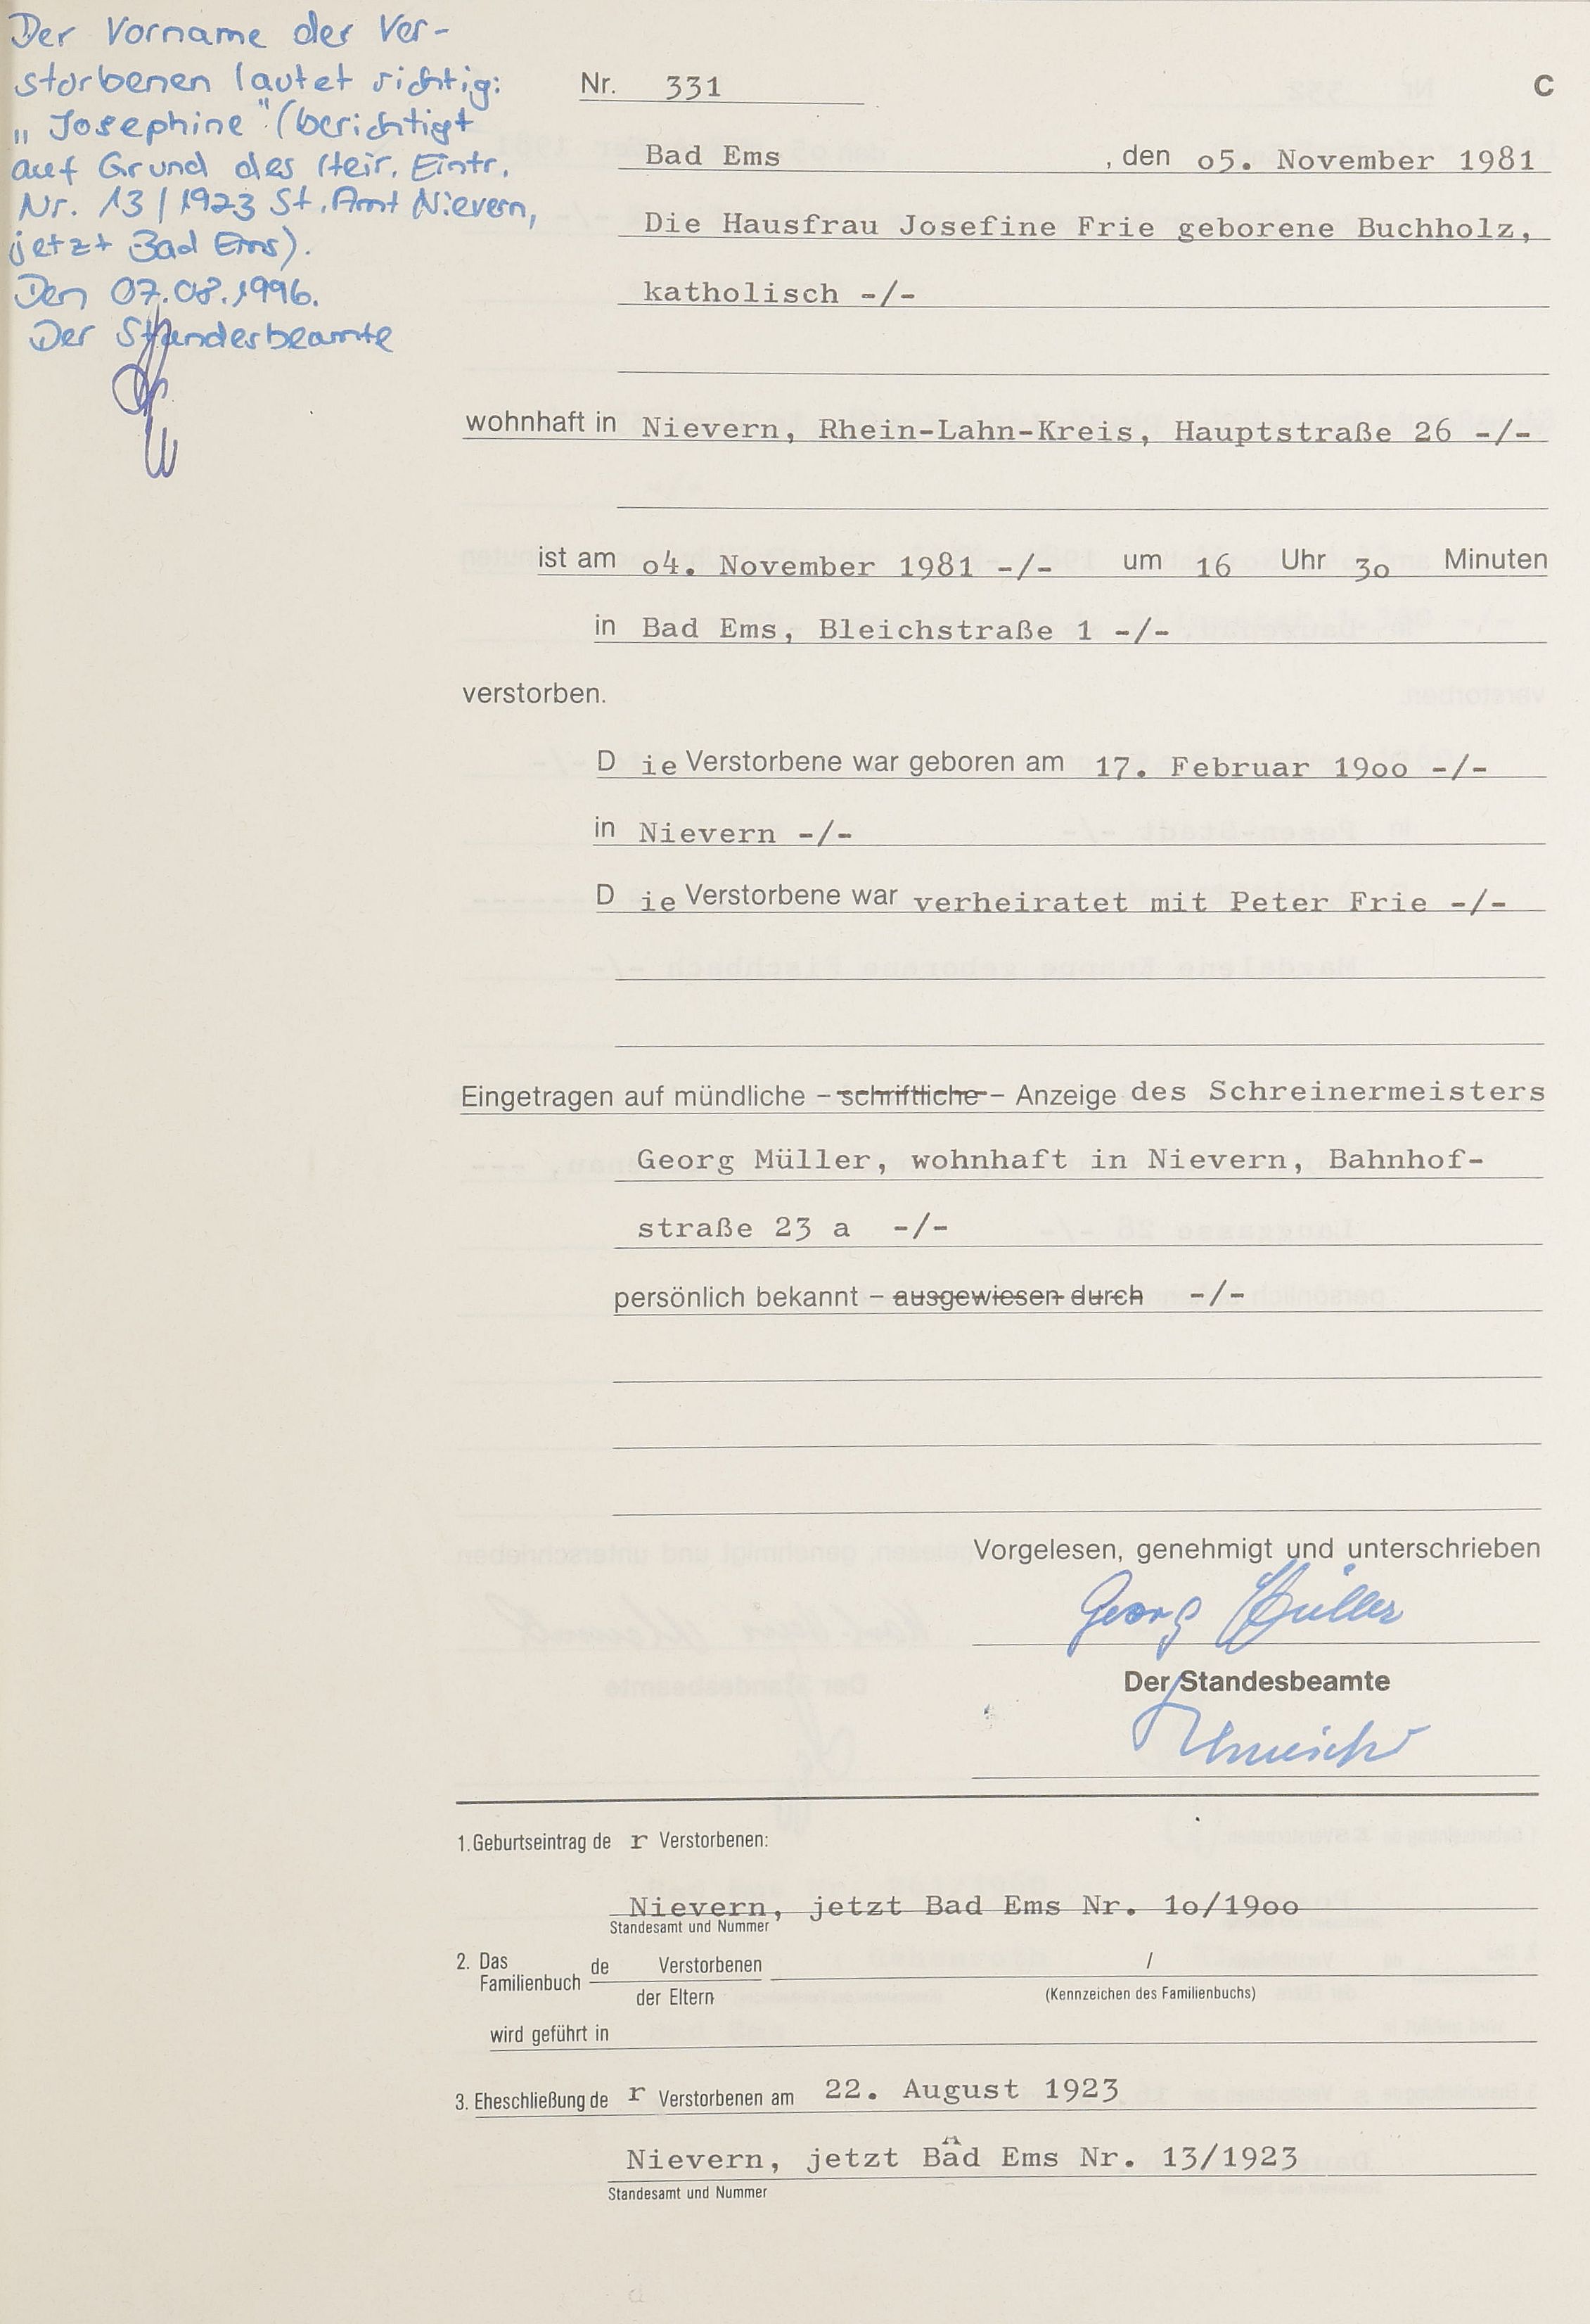 Der Vorname der Ver-
storbenen lautet richtig:
"Josephine" (berichtigt
auf Grund des Heir. Eintr.
Nr. 13/1923 St. Amt Nievern,
jetzt Bad Ems).
Den 07.08.1996.
Der Standesbeamte
Nr. 331
C
Bad Ems , den o5. November 1981
Die Hausfrau Josefine Frie geborene Buchholz,
katholisch -/-
wohnhaft in Nievern, Rhein-Lahn-Kreis, Hauptstraße 26 -/-
ist am o4. November 1981 -/- um 16 Uhr 3o Minuten
in Bad Ems, Bleichstraße 1 -/-
verstorben.
D ie Verstorbene war geboren am 17. Februar 19oo -/-
in Nievern -/-
D ie Verstorbene war verheiratet mit Peter Frie -/-
Eingetragen auf mündliche – schriftliche – Anzeige des Schreinermeisters
Georg Müller, wohnhaft in Nievern, Bahnhof-
straße 23 a -/-
persönlich bekannt – ausgewiesen durch -/-
Vorgelesen, genehmigt und unterschrieben
Georg Müller
Der Standesbeamte
1. Geburtseintrag de r Verstorbenen:
Nievern, jetzt Bad Ems Nr. 1o/19oo
Standesamt und Nummer
2. Das Familienbuch de Verstorbenen /
der Eltern (Kennzeichen des Familienbuchs)
wird geführt in
3. Eheschließung de r Verstorbenen am 22. August 1923
Nievern, jetzt Bad Ems Nr. 13/1923
Standesamt und Nummer